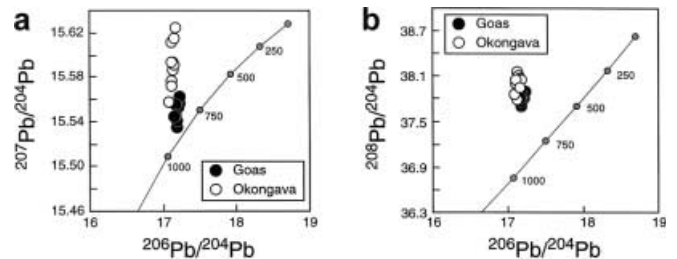 a
15.62
15.58
15.54
15.50
15.46
207Pb/204Pb
250
500
750
1000
Goas
Okongava
16 17 18 19
206Pb/204Pb
b
38.7
38.1
37.5
36.9
36.3
208Pb/204Pb
Goas
Okongava
250
500
750
1000
16 17 18 19
206Pb/204Pb